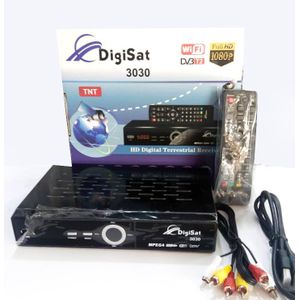 DigiSat
3030
WiFi
DVB T2
Full HD
1080P
TNT
HD Digital Terrestrial Receiver
DigiSat
3030
MPEG4